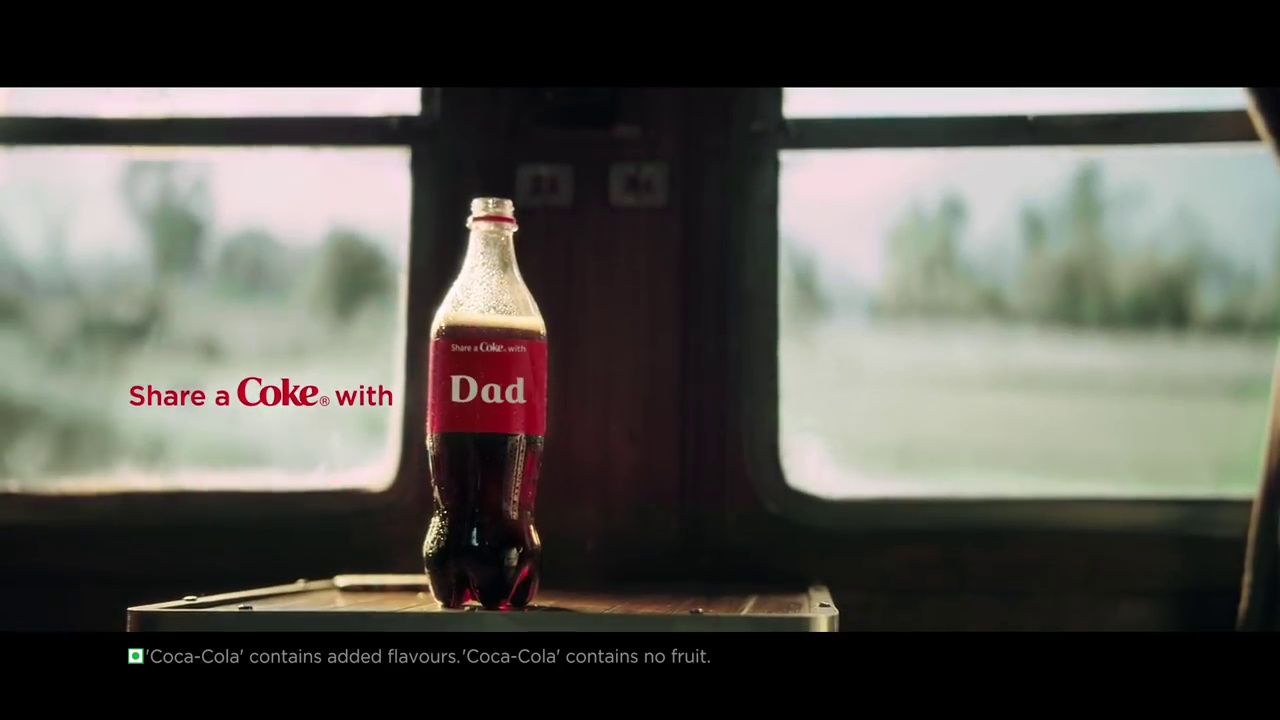 Share a Coke® with
Share a Coke® with
Dad
'Coca-Cola' contains added flavours.'Coca-Cola' contains no fruit.